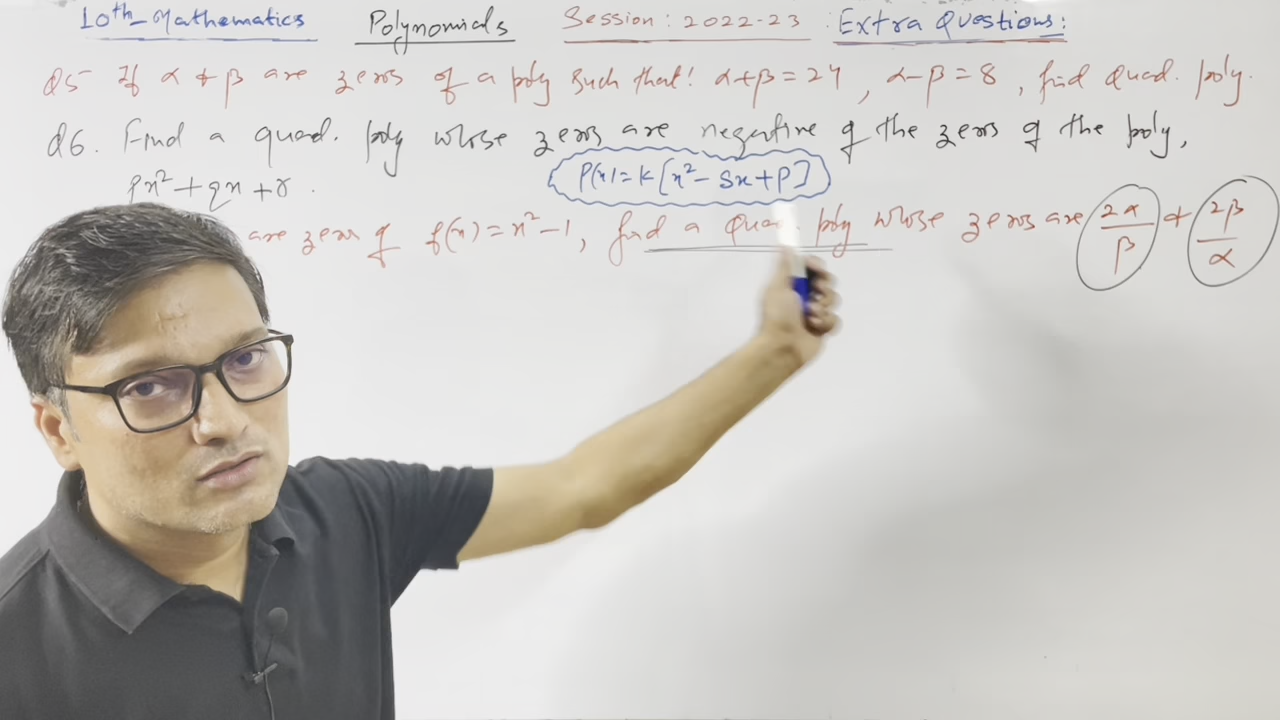 10th Mathematics Polynomials Session: 2022-23 Extra Questions:
Q5 If α + β are zeros of a poly such that! α+β=24, α-β=8, find Quad. poly.
Q6. Find a quad. poly whose zeros are negative of the zeros of the poly,
px²+qx+r.
P(x)=K[x²-Sx+P]
are zeros of f(x)=x²-1, find a Quad. poly whose zeros are 2α/β + 2β/α